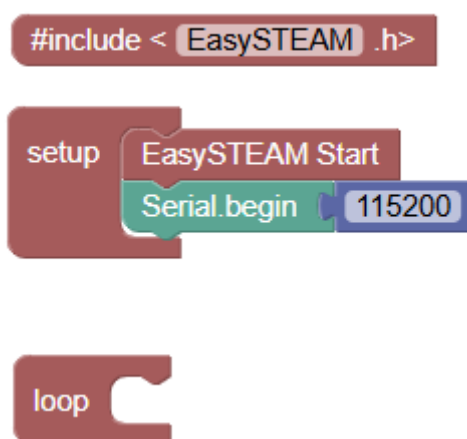 #include < EasySTEAM .h>
setup EasySTEAM Start
Serial.begin 115200
loop